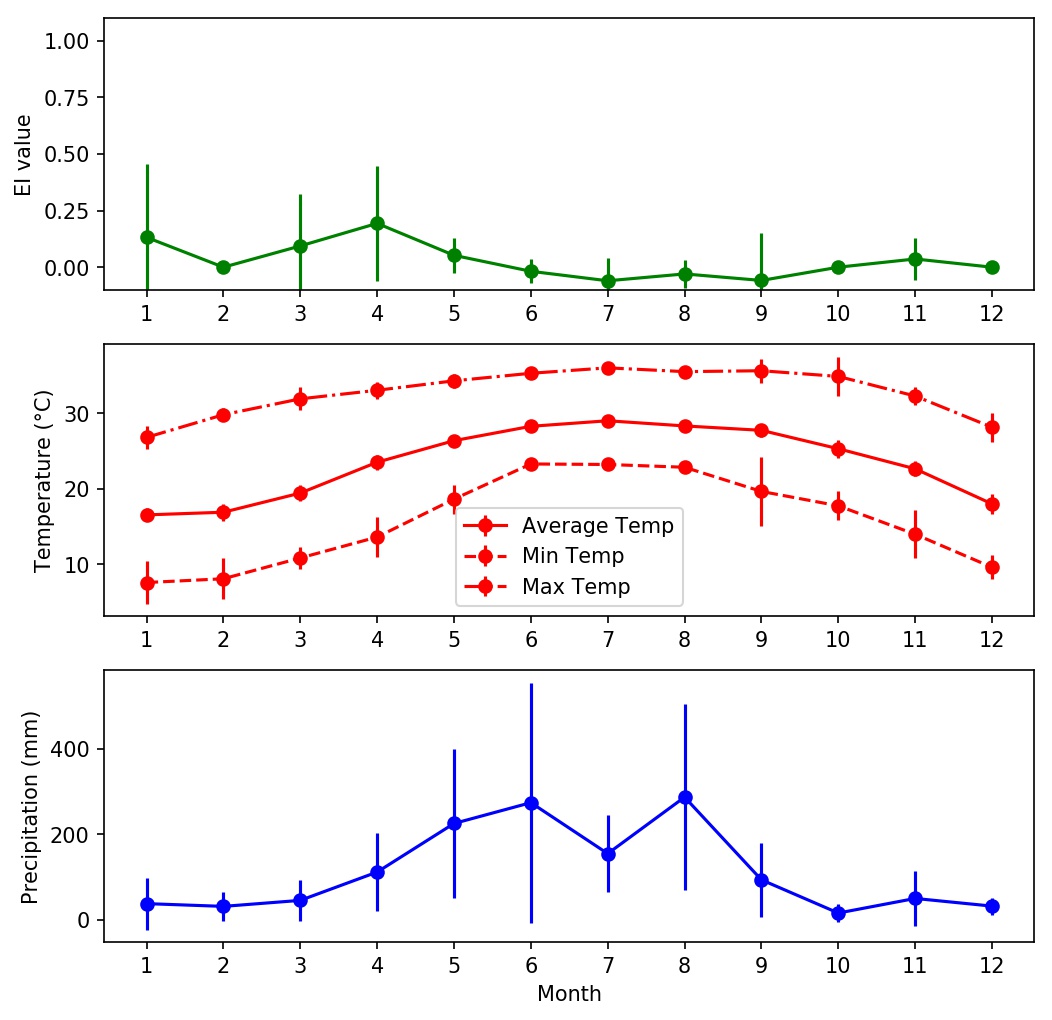 EI value
1.00
0.75
0.50
0.25
0.00
1 2 3 4 5 6 7 8 9 10 11 12
Temperature (°C)
30
20
10
Average Temp
Min Temp
Max Temp
1 2 3 4 5 6 7 8 9 10 11 12
Precipitation (mm)
400
200
0
1 2 3 4 5 6 7 8 9 10 11 12
Month